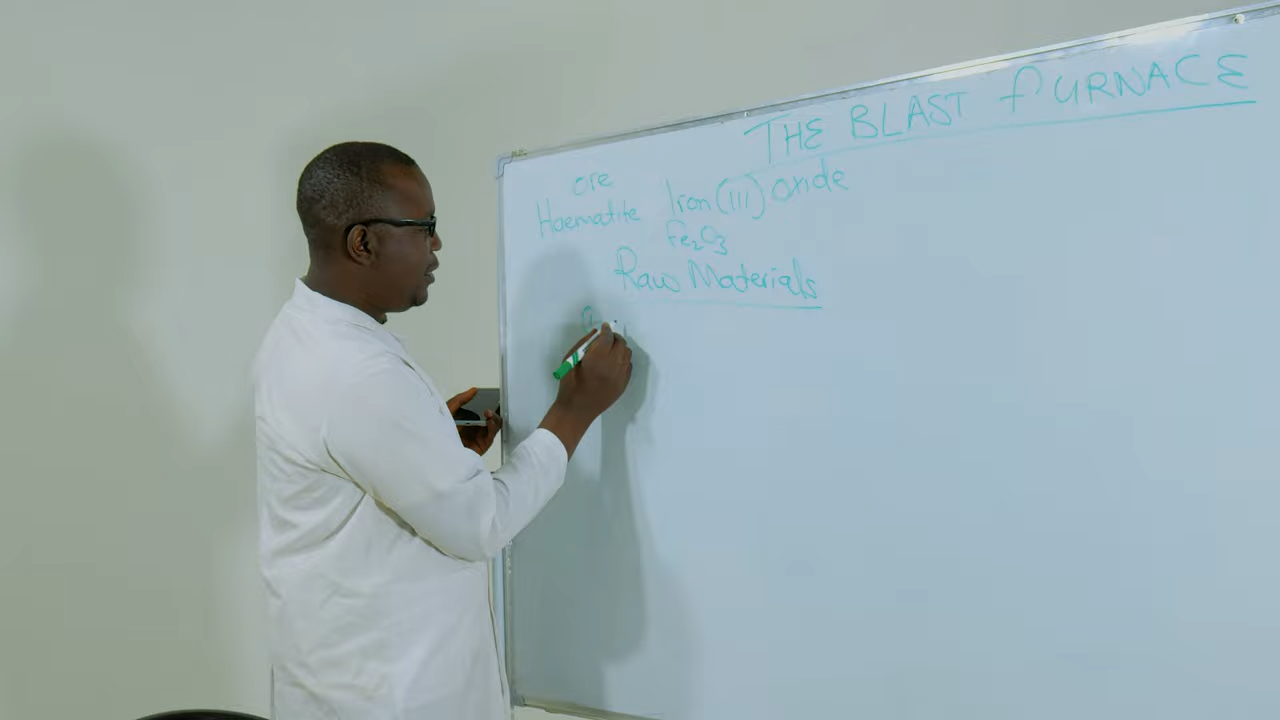 THE BLAST fURNACE
ore
Haematite Iron (III) Oxide
Fe2O3
Raw Materials